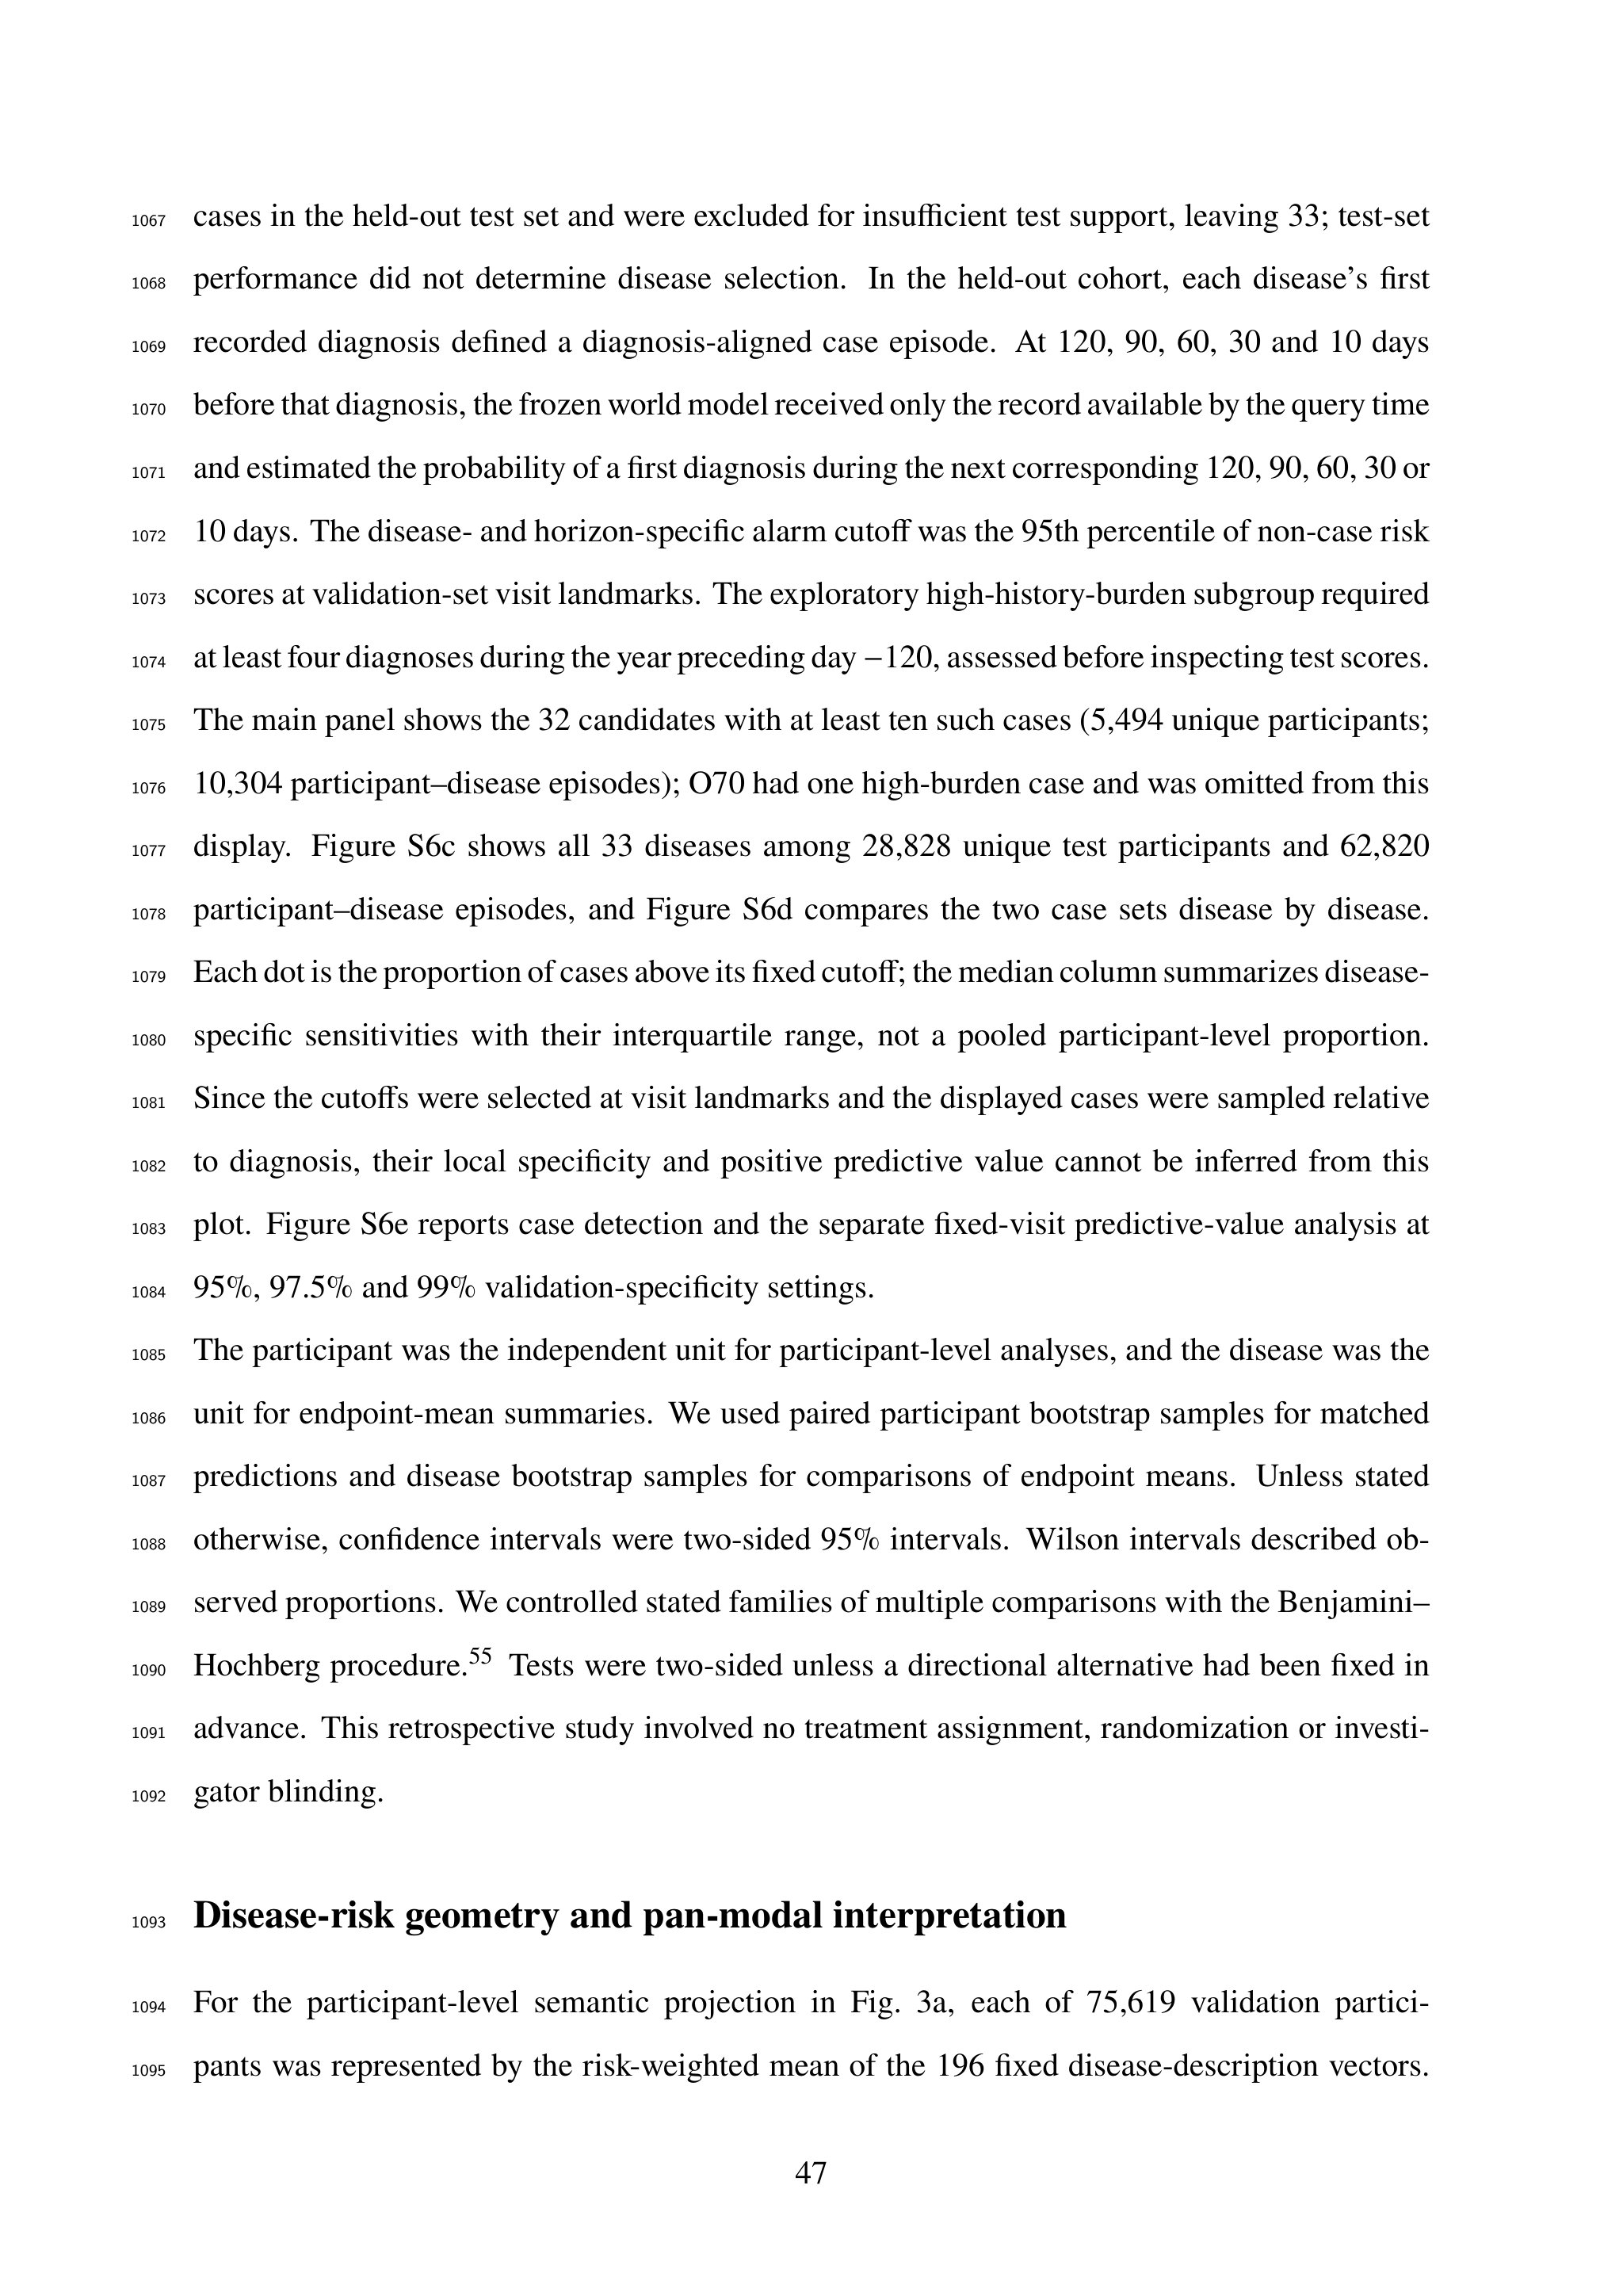 1067 cases in the held-out test set and were excluded for insufficient test support, leaving 33; test-set
1068 performance did not determine disease selection. In the held-out cohort, each disease's first
1069 recorded diagnosis defined a diagnosis-aligned case episode. At 120, 90, 60, 30 and 10 days
1070 before that diagnosis, the frozen world model received only the record available by the query time
1071 and estimated the probability of a first diagnosis during the next corresponding 120, 90, 60, 30 or
1072 10 days. The disease- and horizon-specific alarm cutoff was the 95th percentile of non-case risk
1073 scores at validation-set visit landmarks. The exploratory high-history-burden subgroup required
1074 at least four diagnoses during the year preceding day −120, assessed before inspecting test scores.
1075 The main panel shows the 32 candidates with at least ten such cases (5,494 unique participants;
1076 10,304 participant–disease episodes); O70 had one high-burden case and was omitted from this
1077 display. Figure S6c shows all 33 diseases among 28,828 unique test participants and 62,820
1078 participant–disease episodes, and Figure S6d compares the two case sets disease by disease.
1079 Each dot is the proportion of cases above its fixed cutoff; the median column summarizes disease-
1080 specific sensitivities with their interquartile range, not a pooled participant-level proportion.
1081 Since the cutoffs were selected at visit landmarks and the displayed cases were sampled relative
1082 to diagnosis, their local specificity and positive predictive value cannot be inferred from this
1083 plot. Figure S6e reports case detection and the separate fixed-visit predictive-value analysis at
1084 95%, 97.5% and 99% validation-specificity settings.
1085 The participant was the independent unit for participant-level analyses, and the disease was the
1086 unit for endpoint-mean summaries. We used paired participant bootstrap samples for matched
1087 predictions and disease bootstrap samples for comparisons of endpoint means. Unless stated
1088 otherwise, confidence intervals were two-sided 95% intervals. Wilson intervals described ob-
1089 served proportions. We controlled stated families of multiple comparisons with the Benjamini–
1090 Hochberg procedure.55 Tests were two-sided unless a directional alternative had been fixed in
1091 advance. This retrospective study involved no treatment assignment, randomization or investi-
1092 gator blinding.
1093 Disease-risk geometry and pan-modal interpretation
1094 For the participant-level semantic projection in Fig. 3a, each of 75,619 validation partici-
1095 pants was represented by the risk-weighted mean of the 196 fixed disease-description vectors.
47